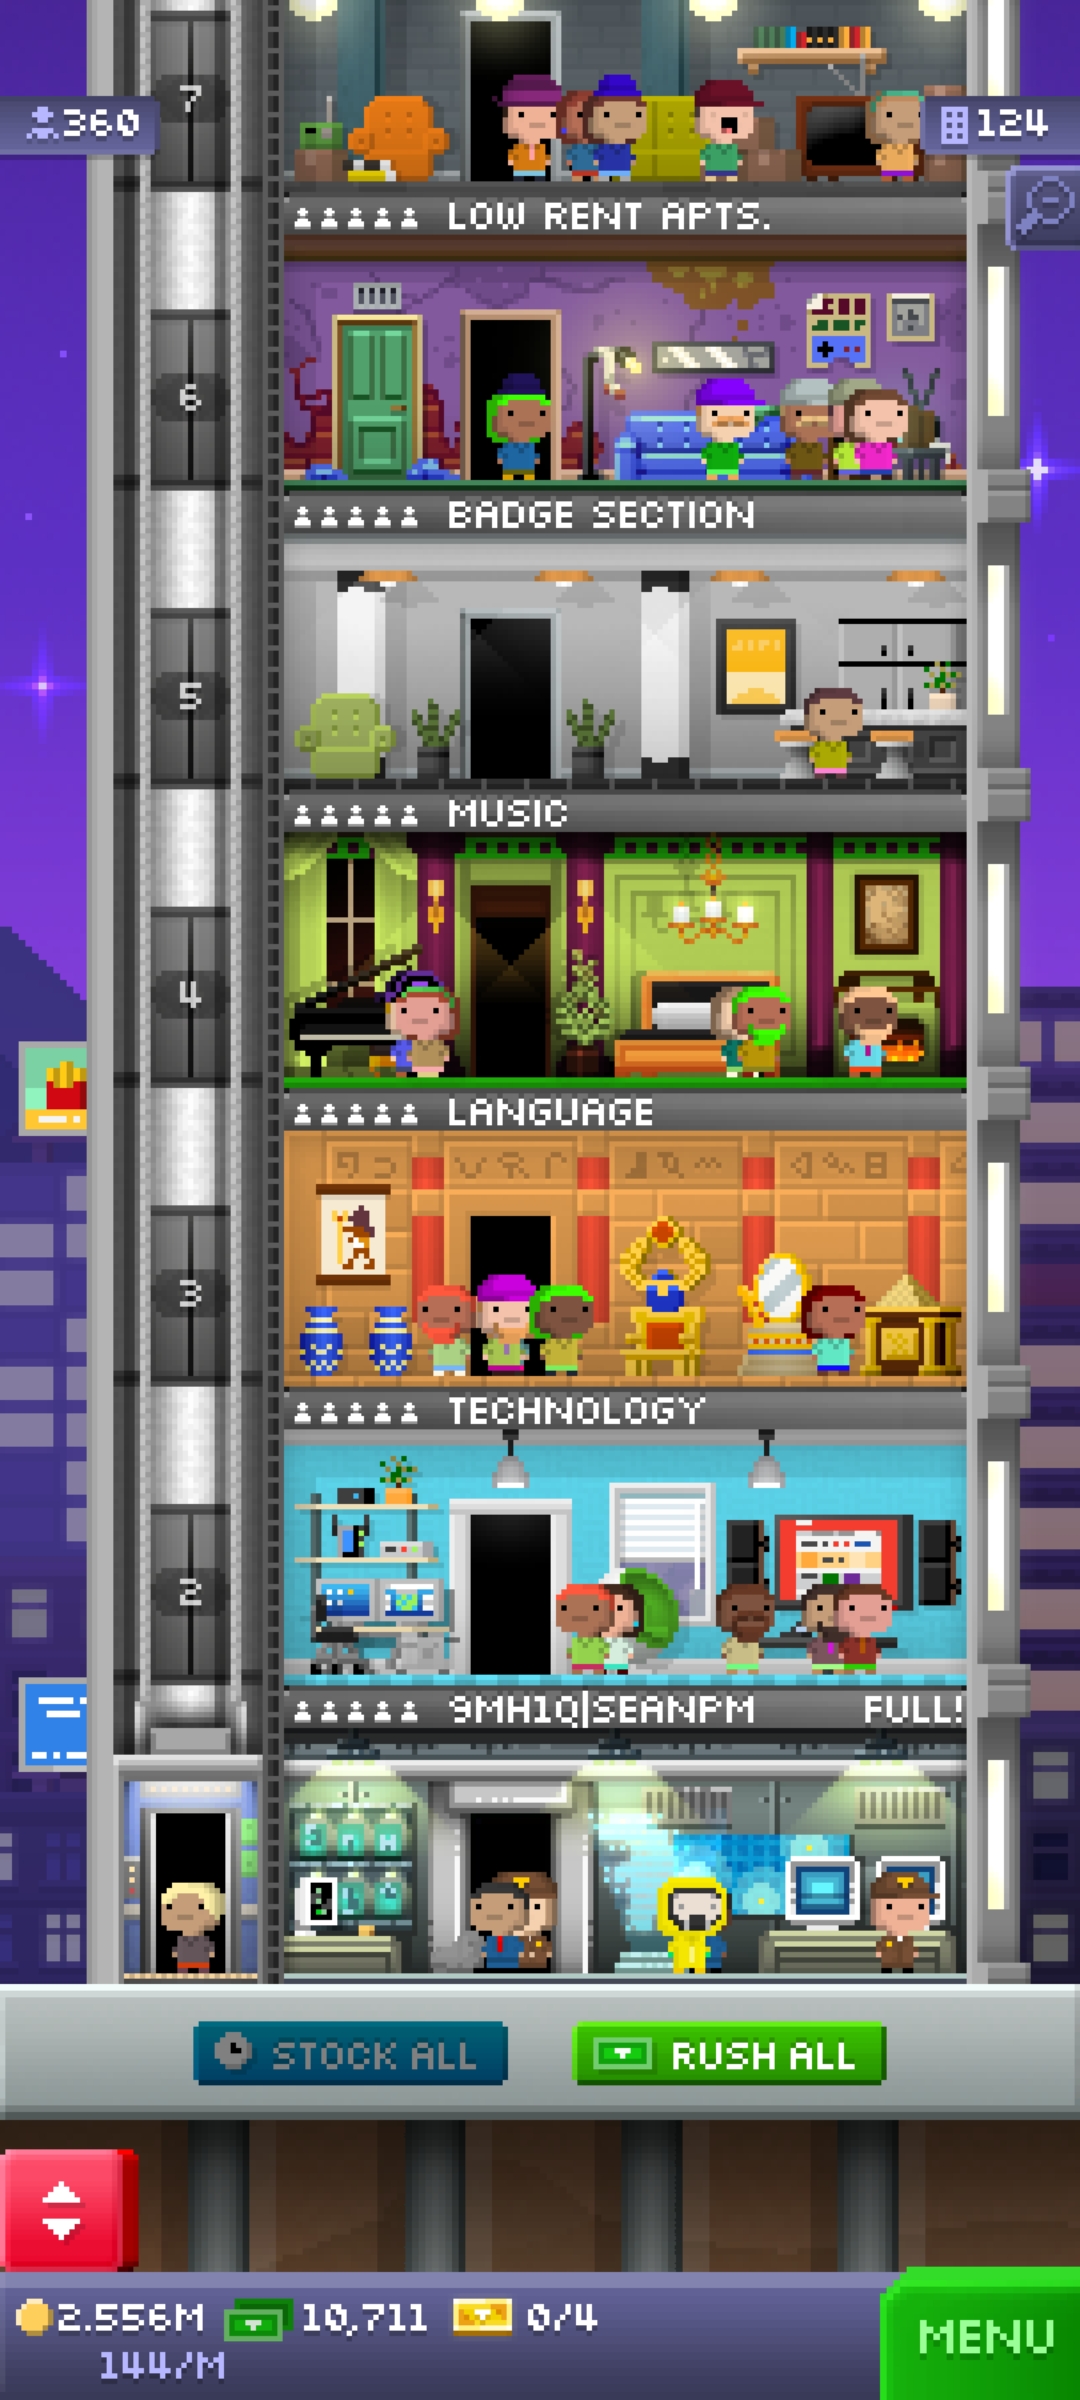 7
360
124
LOW RENT APTS.
6
BADGE SECTION
5
MUSIC
4
LANGUAGE
3
TECHNOLOGY
2
9MH1Q|SEANPM FULL!
STOCK ALL
RUSH ALL
2.556M 10,711 0/4
144/M
MENU